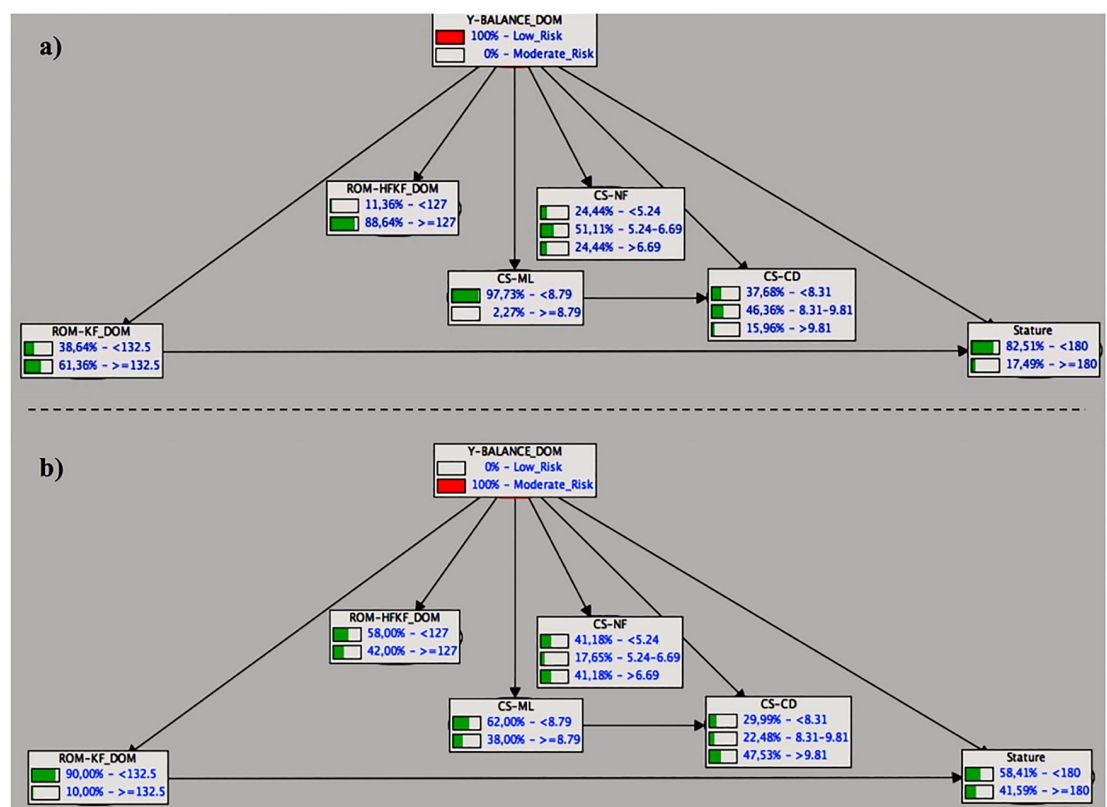 a)
Y-BALANCE_DOM
100% - Low_Risk
0% - Moderate_Risk
ROM-HFKF_DOM
11,36% - <127
88,64% - >=127
CS-NF
24,44% - <5.24
51,11% - 5.24-6.69
24,44% - >6.69
CS-ML
97,73% - <8.79
2,27% - >=8.79
CS-CD
37,68% - <8.31
46,36% - 8.31-9.81
15,96% - >9.81
ROM-KF_DOM
38,64% - <132.5
61,36% - >=132.5
Stature
82,51% - <180
17,49% - >=180
b)
Y-BALANCE_DOM
0% - Low_Risk
100% - Moderate_Risk
ROM-HFKF_DOM
58,00% - <127
42,00% - >=127
CS-NF
41,18% - <5.24
17,65% - 5.24-6.69
41,18% - >6.69
CS-ML
62,00% - <8.79
38,00% - >=8.79
CS-CD
29,99% - <8.31
22,48% - 8.31-9.81
47,53% - >9.81
ROM-KF_DOM
90,00% - <132.5
10,00% - >=132.5
Stature
58,41% - <180
41,59% - >=180